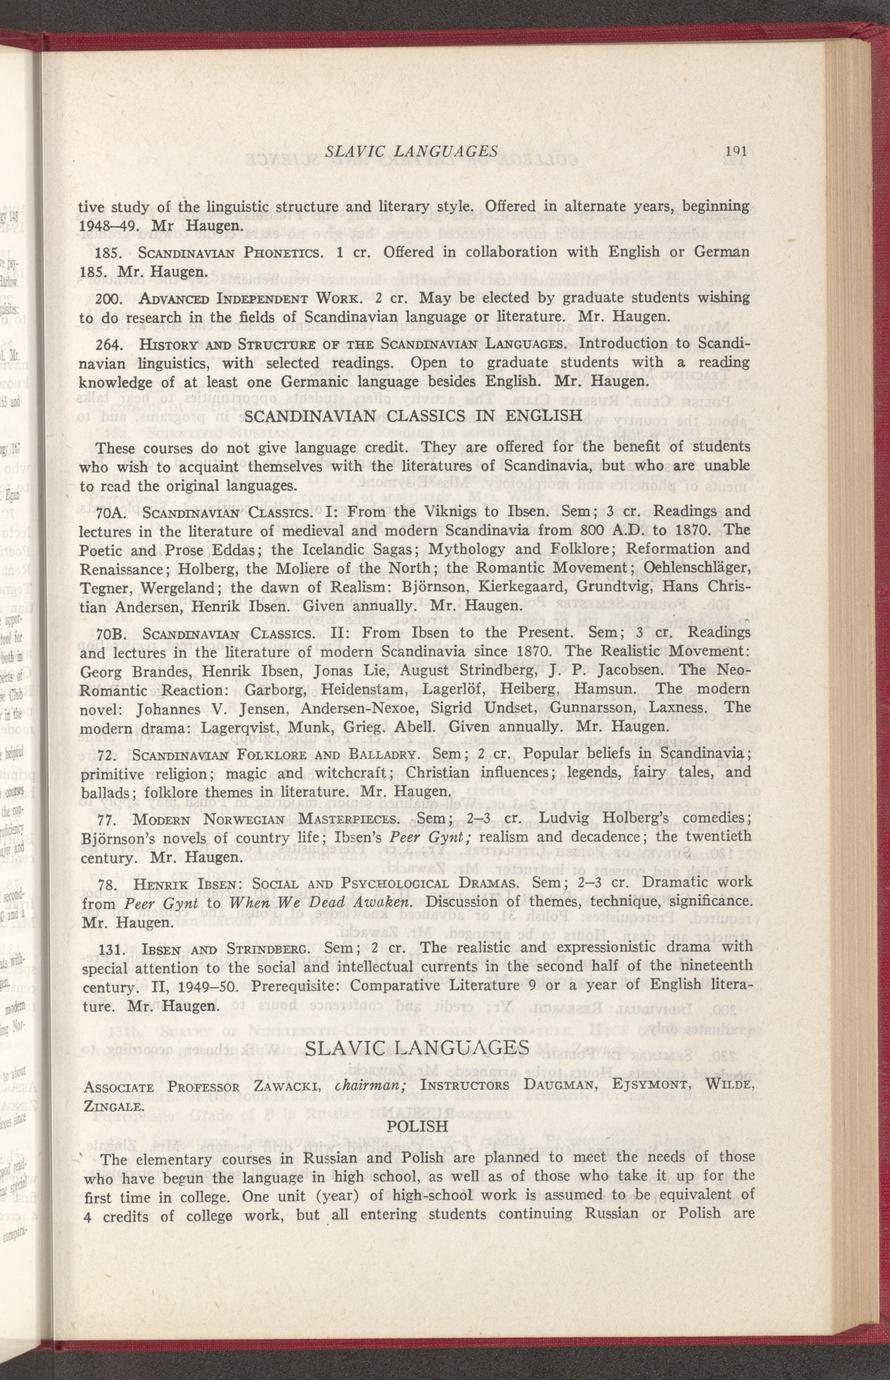 SLAVIC LANGUAGES 191
tive study of the linguistic structure and literary style. Offered in alternate years, beginning
1948–49. Mr Haugen.
185. SCANDINAVIAN PHONETICS. 1 cr. Offered in collaboration with English or German
185. Mr. Haugen.
200. ADVANCED INDEPENDENT WORK. 2 cr. May be elected by graduate students wishing
to do research in the fields of Scandinavian language or literature. Mr. Haugen.
264. HISTORY AND STRUCTURE OF THE SCANDINAVIAN LANGUAGES. Introduction to Scandi-
navian linguistics, with selected readings. Open to graduate students with a reading
knowledge of at least one Germanic language besides English. Mr. Haugen.
SCANDINAVIAN CLASSICS IN ENGLISH
These courses do not give language credit. They are offered for the benefit of students
who wish to acquaint themselves with the literatures of Scandinavia, but who are unable
to read the original languages.
70A. SCANDINAVIAN CLASSICS. I: From the Viknigs to Ibsen. Sem; 3 cr. Readings and
lectures in the literature of medieval and modern Scandinavia from 800 A.D. to 1870. The
Poetic and Prose Eddas; the Icelandic Sagas; Mythology and Folklore; Reformation and
Renaissance; Holberg, the Moliere of the North; the Romantic Movement; Oehlenschläger,
Tegner, Wergeland; the dawn of Realism: Björnson, Kierkegaard, Grundtvig, Hans Chris-
tian Andersen, Henrik Ibsen. Given annually. Mr. Haugen.
70B. SCANDINAVIAN CLASSICS. II: From Ibsen to the Present. Sem; 3 cr. Readings
and lectures in the literature of modern Scandinavia since 1870. The Realistic Movement:
Georg Brandes, Henrik Ibsen, Jonas Lie, August Strindberg, J. P. Jacobsen. The Neo-
Romantic Reaction: Garborg, Heidenstam, Lagerlöf, Heiberg, Hamsun. The modern
novel: Johannes V. Jensen, Andersen-Nexoe, Sigrid Undset, Gunnarsson, Laxness. The
modern drama: Lagerqvist, Munk, Grieg, Abell. Given annually. Mr. Haugen.
72. SCANDINAVIAN FOLKLORE AND BALLADRY. Sem; 2 cr. Popular beliefs in Scandinavia;
primitive religion; magic and witchcraft; Christian influences; legends, fairy tales, and
ballads; folklore themes in literature. Mr. Haugen.
77. MODERN NORWEGIAN MASTERPIECES. Sem; 2–3 cr. Ludvig Holberg's comedies;
Björnson's novels of country life; Ibsen's Peer Gynt; realism and decadence; the twentieth
century. Mr. Haugen.
78. HENRIK IBSEN: SOCIAL AND PSYCHOLOGICAL DRAMAS. Sem; 2–3 cr. Dramatic work
from Peer Gynt to When We Dead Awaken. Discussion of themes, technique, significance.
Mr. Haugen.
131. IBSEN AND STRINDBERG. Sem; 2 cr. The realistic and expressionistic drama with
special attention to the social and intellectual currents in the second half of the nineteenth
century. II, 1949–50. Prerequisite: Comparative Literature 9 or a year of English litera-
ture. Mr. Haugen.
SLAVIC LANGUAGES
ASSOCIATE PROFESSOR ZAWACKI, chairman; INSTRUCTORS DAUGMAN, EJSYMONT, WILDE,
ZINGALE.
POLISH
The elementary courses in Russian and Polish are planned to meet the needs of those
who have begun the language in high school, as well as of those who take it up for the
first time in college. One unit (year) of high-school work is assumed to be equivalent of
4 credits of college work, but all entering students continuing Russian or Polish are